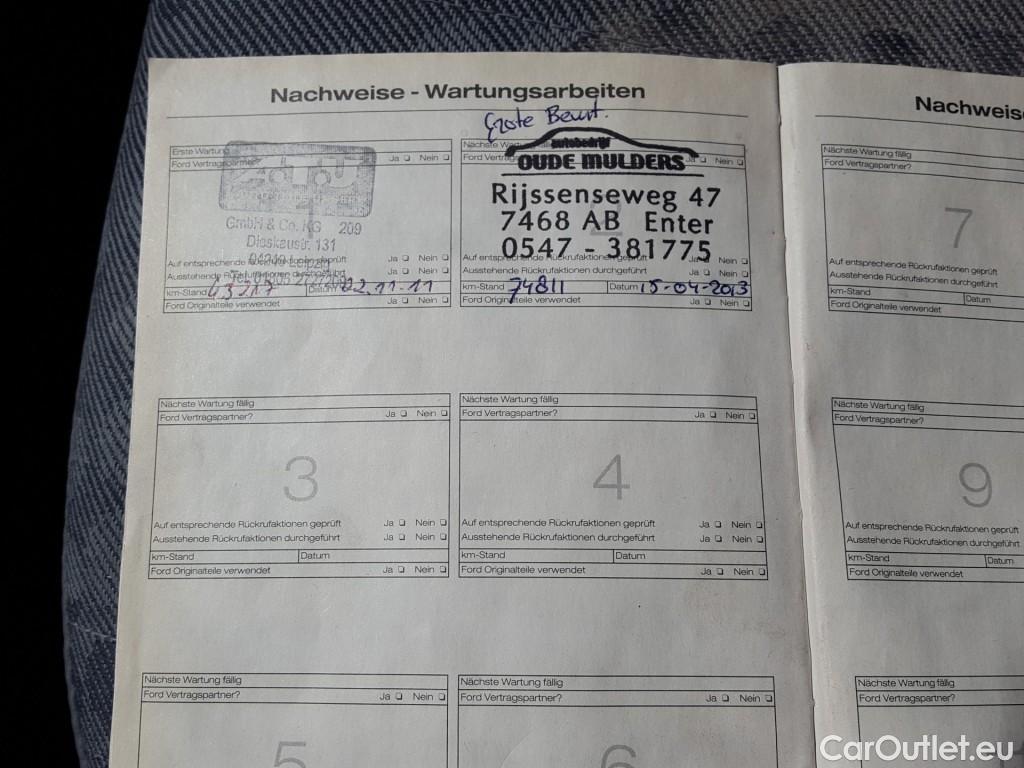 Nachweise - Wartungsarbeiten
Grote Beurt.
Erste Wartung
Ford Vertragspartner? Ja Nein
GmbH & Co. KG 209
Dieskaustr. 131
Auf entsprechende geprüft Ja Nein
Ausstehende durchgeführt Ja Nein
km-Stand Datum 02.11.11
Ford Originalteile verwendet Ja Nein
Nächste
Ford Ja Nein
autobedrijf
OUDE MULDERS
Rijssenseweg 47
7468 AB Enter
0547 - 381775
Auf entsprechende Rückrufaktionen geprüft Ja Nein
Ausstehende Rückrufaktionen durchgeführt Ja Nein
km-Stand 74811 Datum 15-04-2013
Ford Originalteile verwendet Ja Nein
Nächste Wartung fällig
Ford Vertragspartner? Ja Nein
3
Auf entsprechende Rückrufaktionen geprüft Ja Nein
Ausstehende Rückrufaktionen durchgeführt Ja Nein
km-Stand Datum
Ford Originalteile verwendet Ja Nein
Nächste Wartung fällig
Ford Vertragspartner? Ja Nein
4
Auf entsprechende Rückrufaktionen geprüft Ja Nein
Ausstehende Rückrufaktionen durchgeführt Ja Nein
km-Stand Datum
Ford Originalteile verwendet Ja Nein
Nächste Wartung fällig
Ford Vertragspartner? Ja Nein
5
Nächste Wartung fällig
Ford Vertragspartner? Ja Nein
6
Nachweis
Nächste Wartung fällig
Ford Vertragspartner?
7
Auf entsprechende Rückrufaktionen geprüft
Ausstehende Rückrufaktionen durchgeführt
km-Stand
Ford Originalteile verwendet
Nächste Wartung fällig
Ford Vertragspartner?
9
Auf entsprechende Rückrufaktionen geprüft
Ausstehende Rückrufaktionen durchgeführt
km-Stand Datum
Ford Originalteile verwendet
Nächste Wartung fällig
Ford Vertragspartner?
CarOutlet.eu